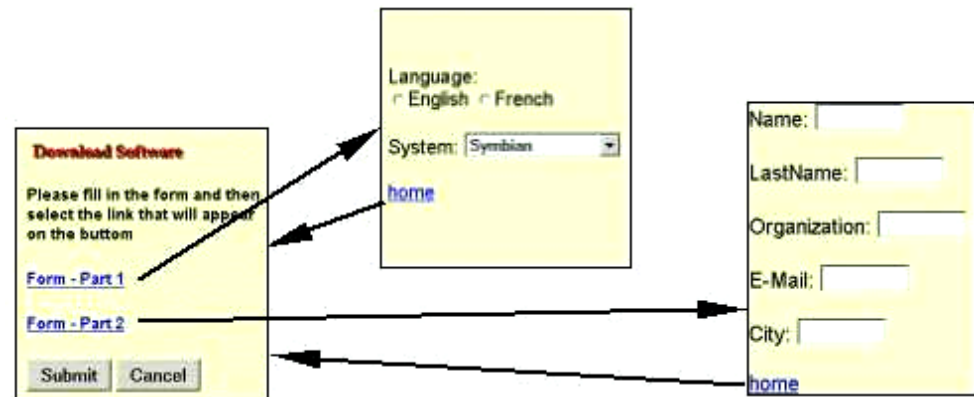 Download Software
Please fill in the form and then
select the link that will appear
on the buttom
Form - Part 1
Form - Part 2
Submit Cancel
Language:
English French
System: Symbian
home
Name:
LastName:
Organization:
E-Mail:
City:
home